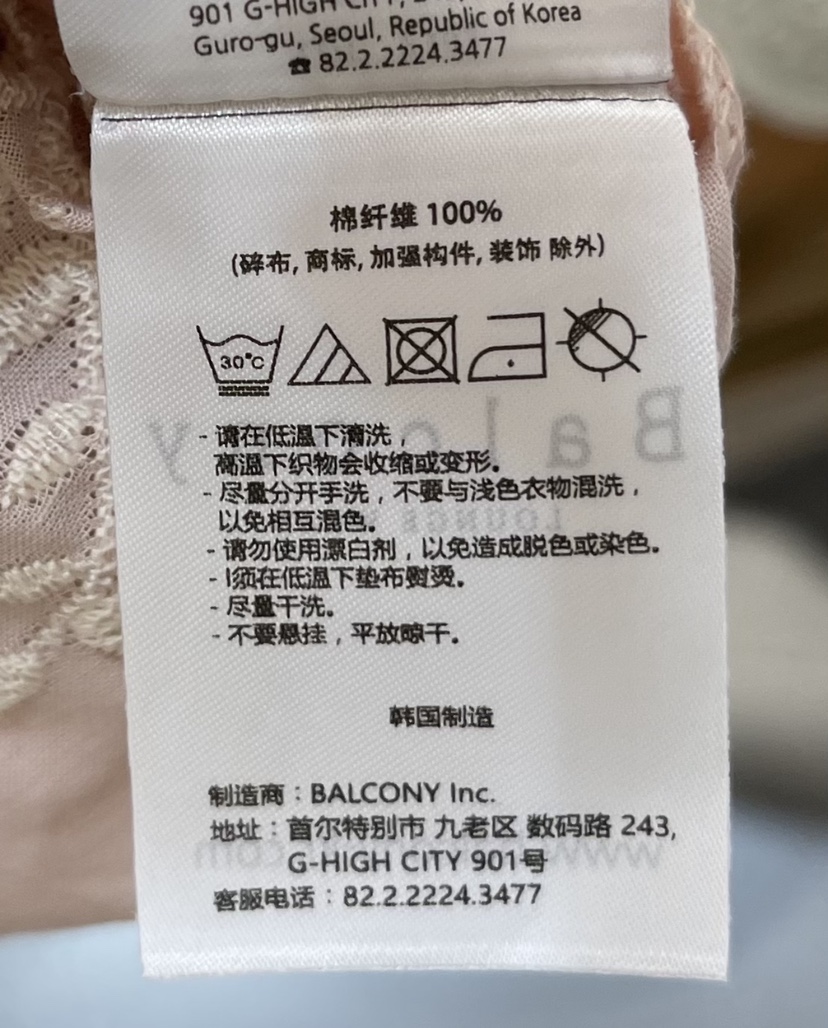 901 G-HIGH
Guro-gu, Seoul, Republic of Korea
☎ 82.2.2224.3477
棉纤维 100%
(碎布, 商标, 加强构件, 装饰 除外)
30°C
- 请在低温下清洗，
高温下织物会收缩或变形。
- 尽量分开手洗，不要与浅色衣物混洗，
以免相互混色。
- 请勿使用漂白剂，以免造成脱色或染色。
- 须在低温下垫布熨烫。
- 尽量干洗。
- 不要悬挂，平放晾干。
韩国制造
制造商：BALCONY Inc.
地址：首尔特别市 九老区 数码路 243,
G-HIGH CITY 901号
客服电话：82.2.2224.3477